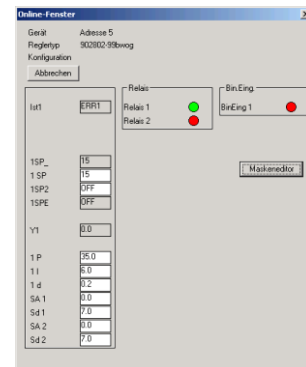 Online-Fenster
Gerät Adresse 5
Reglertyp 902802-99bwog
Konfiguration
Abbrechen
Relais
Bin.Eing.
Ist1 ERR1
Relais 1
BinEing 1
Relais 2
1SP_ 15
1 SP 15
1SP2 OFF
1SPE OFF
Maskeneditor
Y1 0.0
1 P 35.0
1 I 6.0
1 d 0.2
SA 1 0.0
Sd 1 7.0
SA 2 0.0
Sd 2 7.0